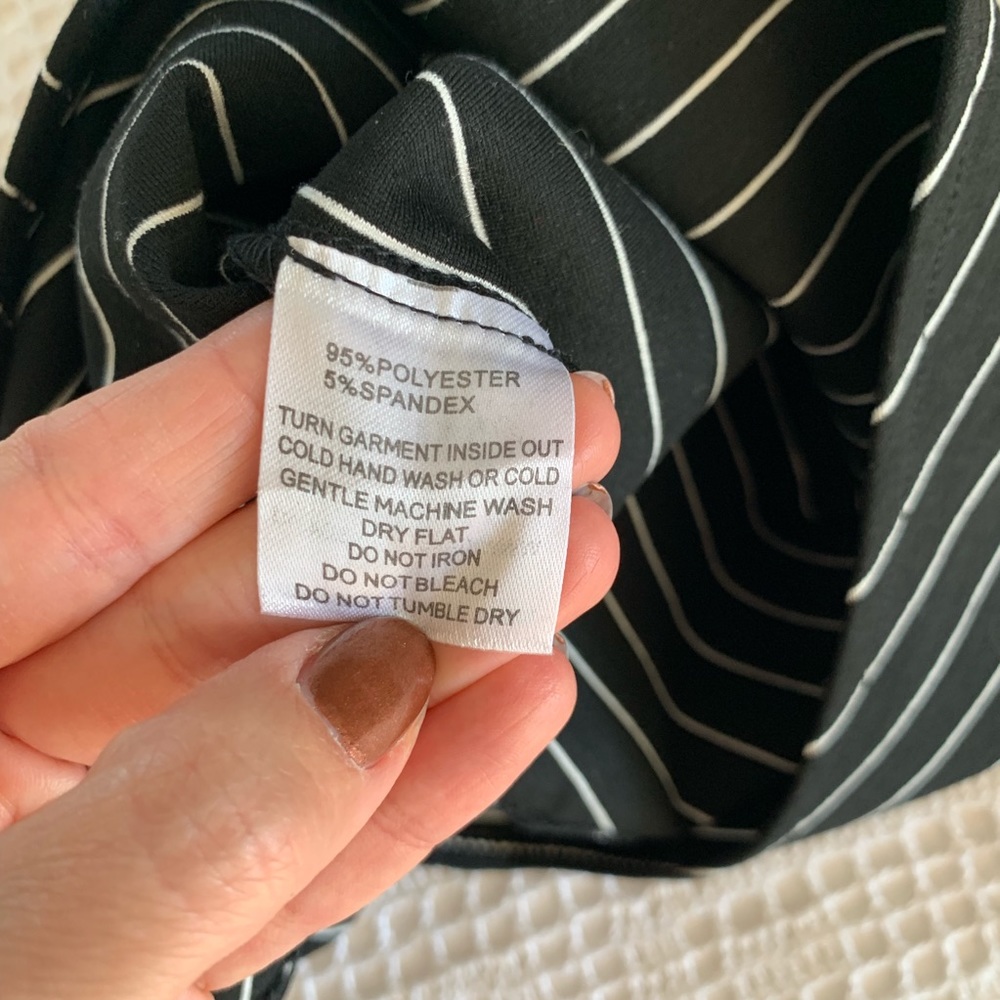 95%POLYESTER
5%SPANDEX
TURN GARMENT INSIDE OUT
COLD HAND WASH OR COLD
GENTLE MACHINE WASH
DRY FLAT
DO NOT IRON
DO NOT BLEACH
DO NOT TUMBLE DRY